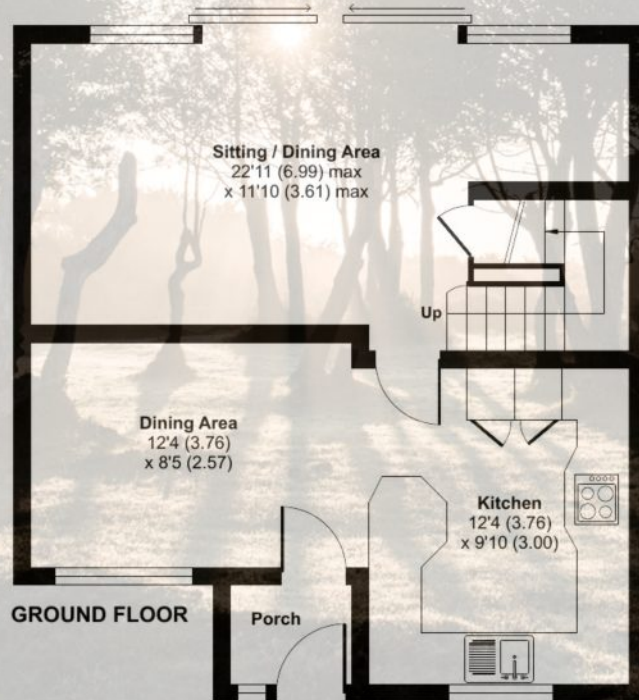 Sitting / Dining Area
22'11 (6.99) max
x 11'10 (3.61) max
Up
Dining Area
12'4 (3.76)
x 8'5 (2.57)
Kitchen
12'4 (3.76)
x 9'10 (3.00)
GROUND FLOOR
Porch